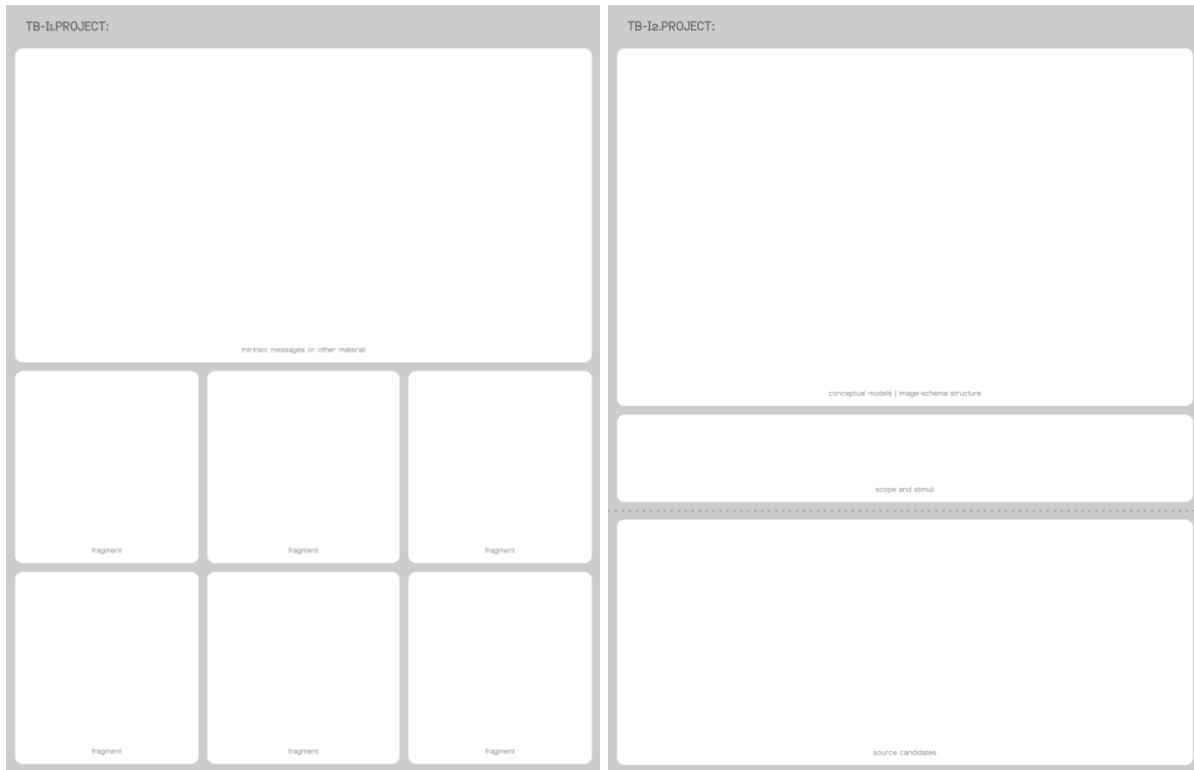 TB-I1.PROJECT:
intrinsic messages or other material
fragment
fragment
fragment
fragment
fragment
fragment
TB-I2.PROJECT:
conceptual models | image-schema structure
scope and stimuli
source candidates